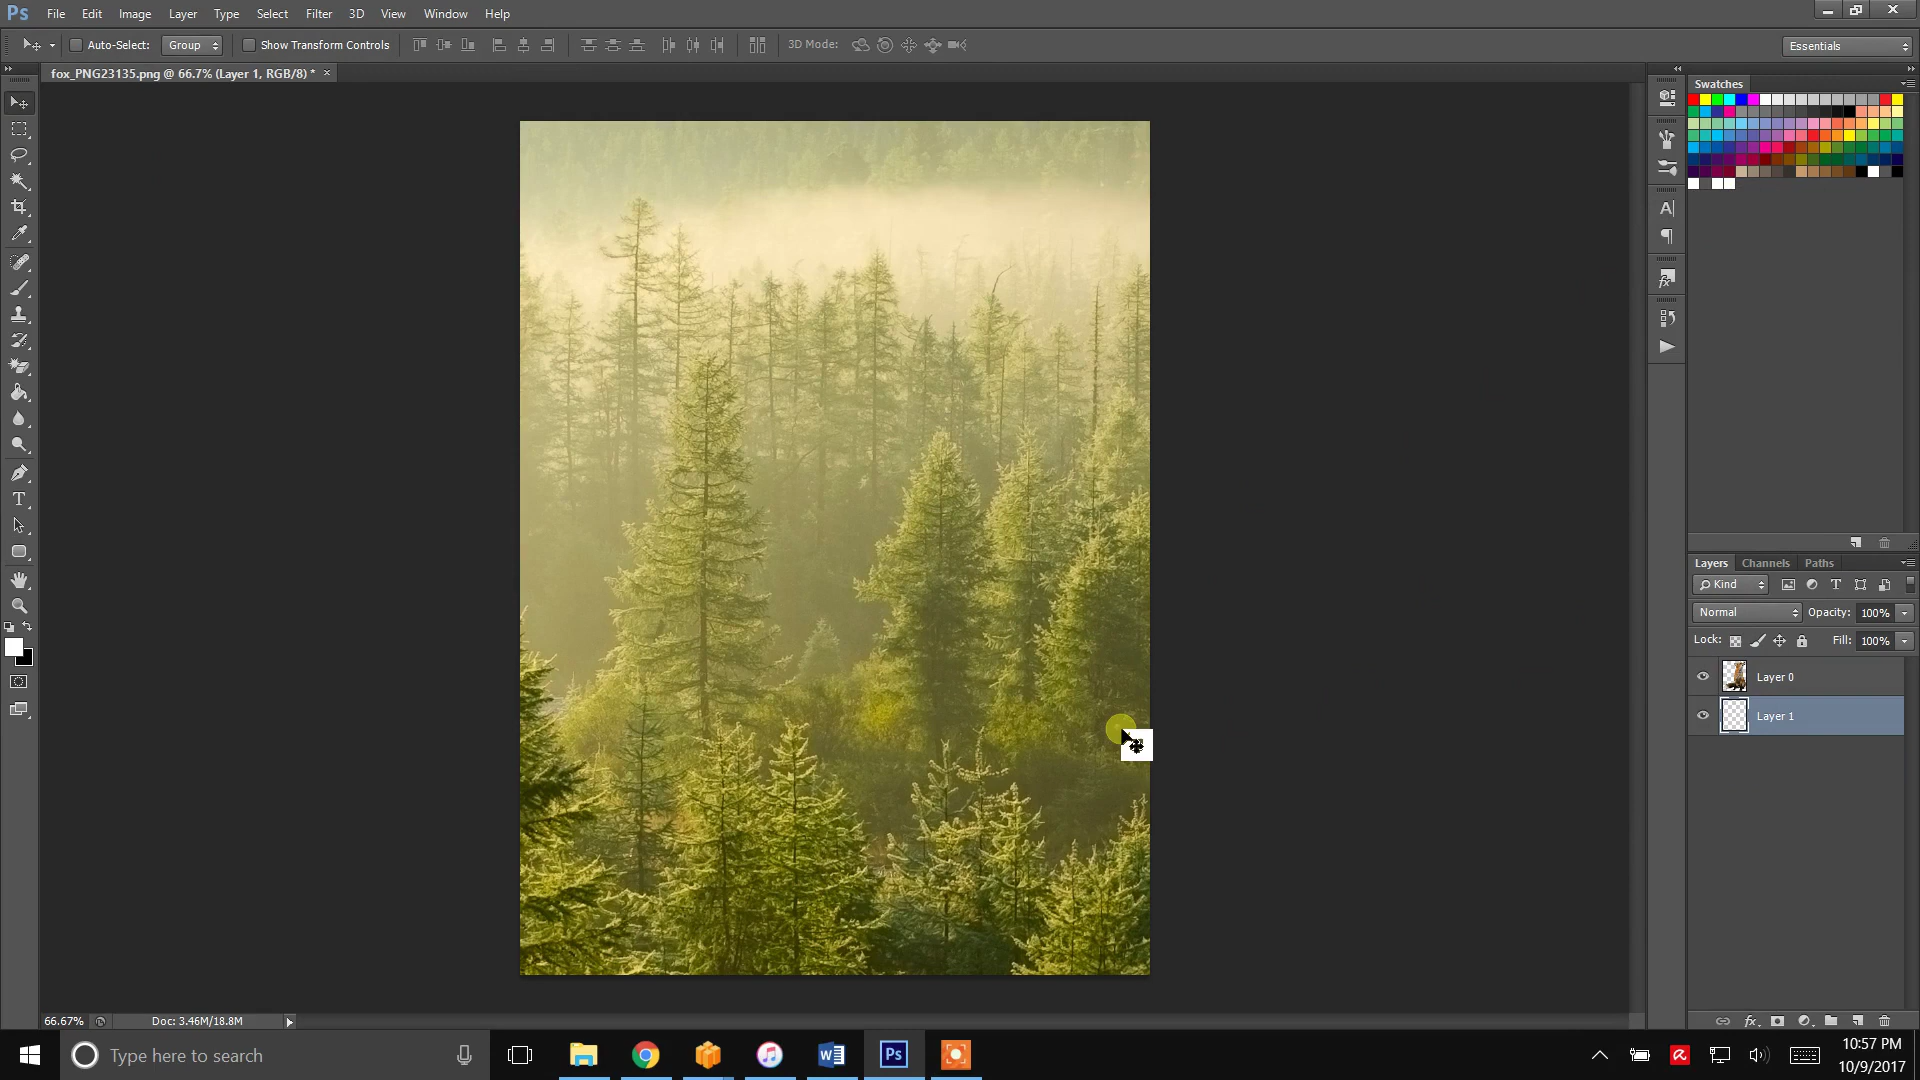 Ps File Edit Image Layer Type Select Filter 3D View Window Help
Auto-Select: Group Show Transform Controls 3D Mode: Essentials
fox_PNG23135.png @ 66.7% (Layer 1, RGB/8) * ×
Swatches
Layers Channels Paths
Kind
Normal Opacity: 100%
Lock: Fill: 100%
Layer 0
Layer 1
66.67% Doc: 3.46M/18.8M
Type here to search
Ps
10:57 PM
10/9/2017